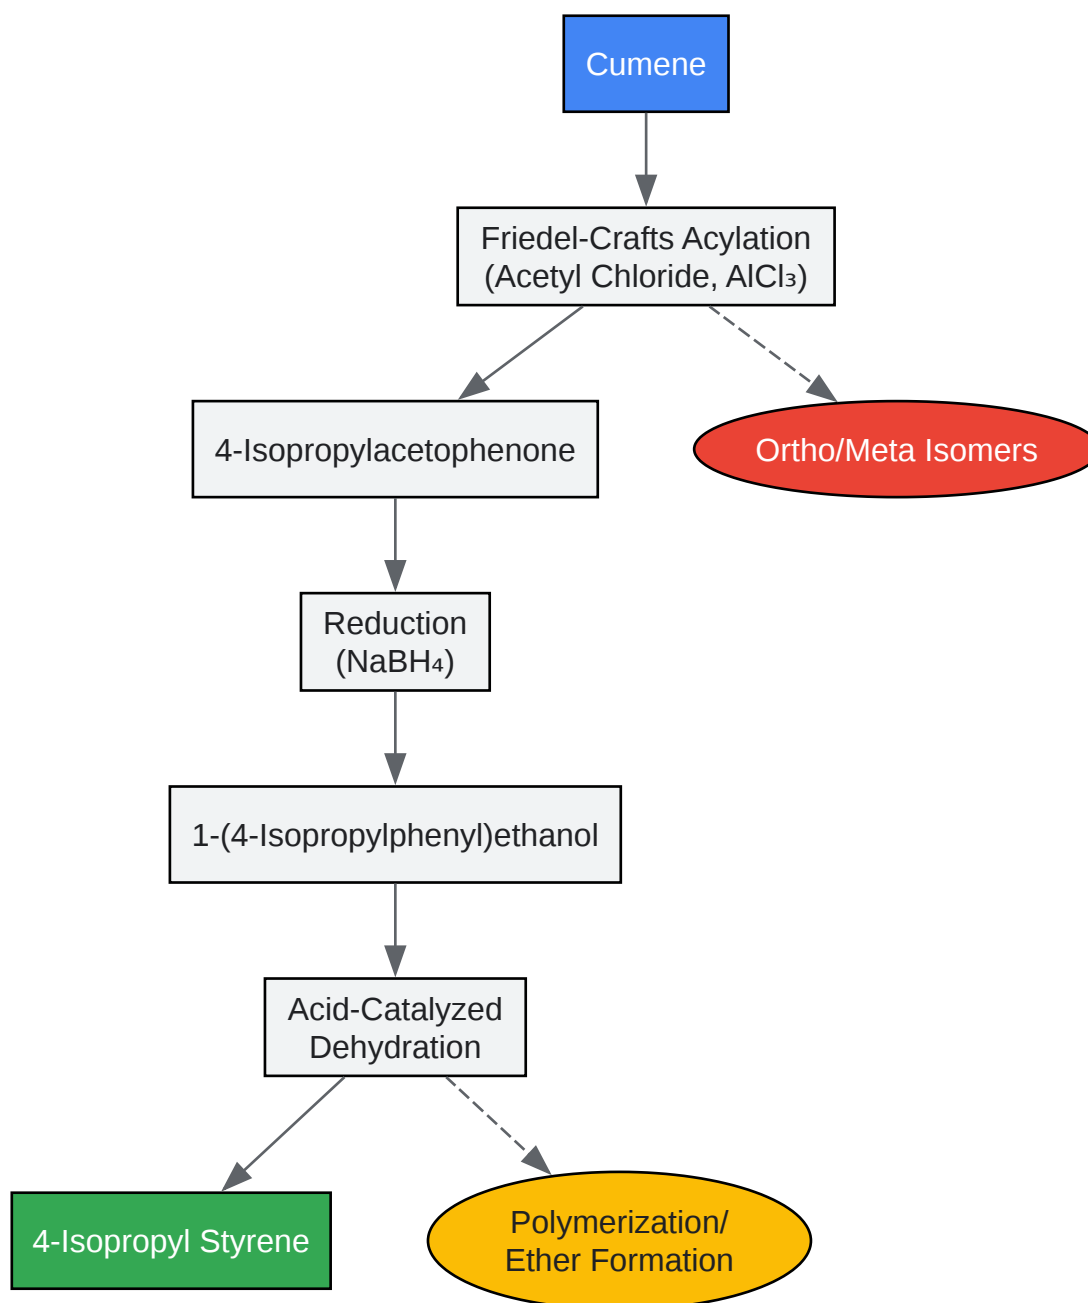 Cumene
Friedel-Crafts Acylation
(Acetyl Chloride, AlCl₃)
4-Isopropylacetophenone
Ortho/Meta Isomers
Reduction
(NaBH₄)
1-(4-Isopropylphenyl)ethanol
Acid-Catalyzed
Dehydration
4-Isopropyl Styrene
Polymerization/
Ether Formation